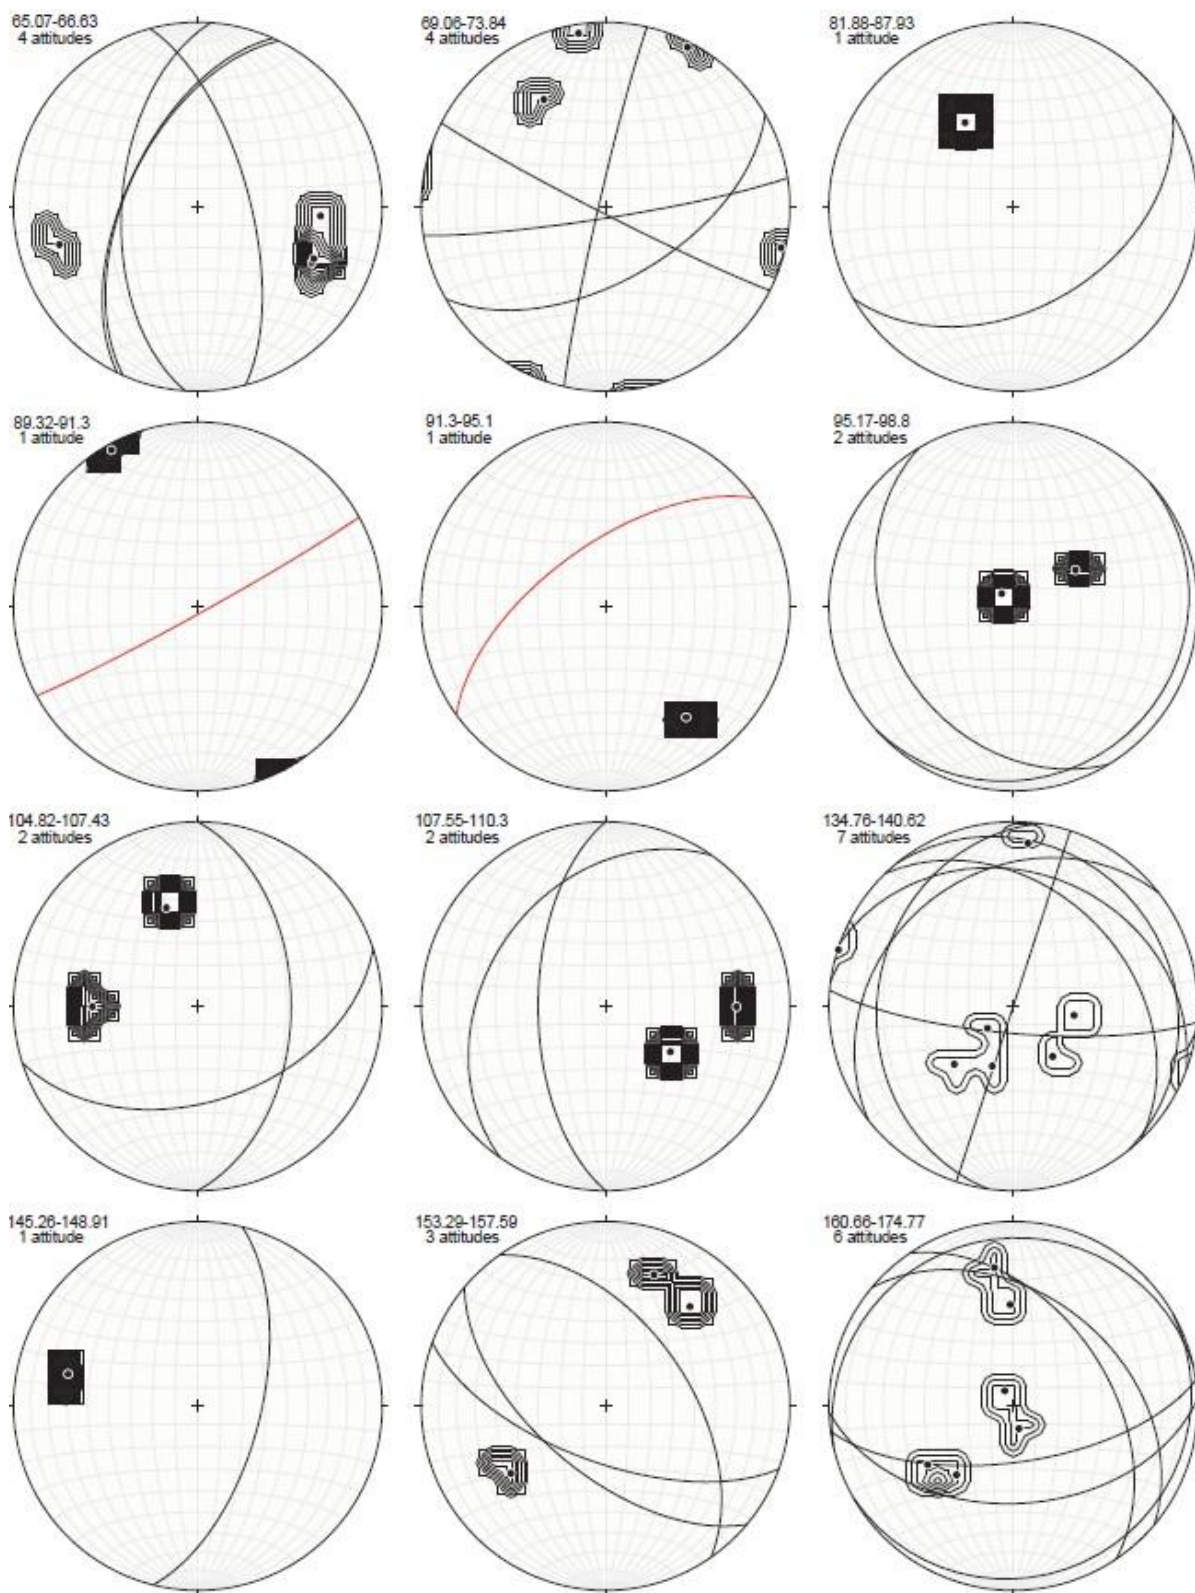 65.07-66.63
4 attitudes
69.06-73.84
4 attitudes
81.88-87.93
1 attitude
89.32-91.3
1 attitude
91.3-95.1
1 attitude
95.17-98.8
2 attitudes
104.82-107.43
2 attitudes
107.55-110.3
2 attitudes
134.76-140.62
7 attitudes
145.26-148.91
1 attitude
153.29-157.59
3 attitudes
160.66-174.77
6 attitudes